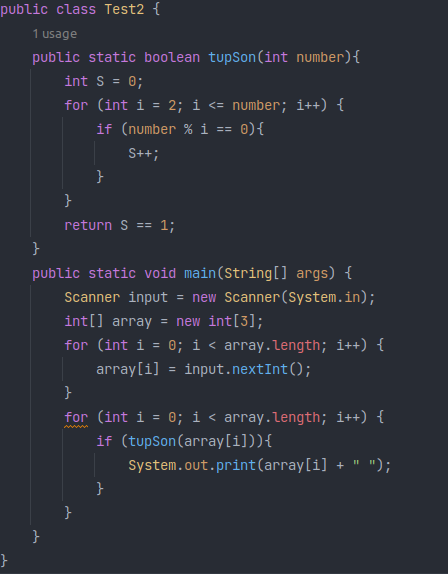 public class Test2 {
1 usage
public static boolean tupSon(int number){
int S = 0;
for (int i = 2; i <= number; i++) {
if (number % i == 0){
S++;
}
}
return S == 1;
}
public static void main(String[] args) {
Scanner input = new Scanner(System.in);
int[] array = new int[3];
for (int i = 0; i < array.length; i++) {
array[i] = input.nextInt();
}
for (int i = 0; i < array.length; i++) {
if (tupSon(array[i])){
System.out.print(array[i] + " ");
}
}
}
}